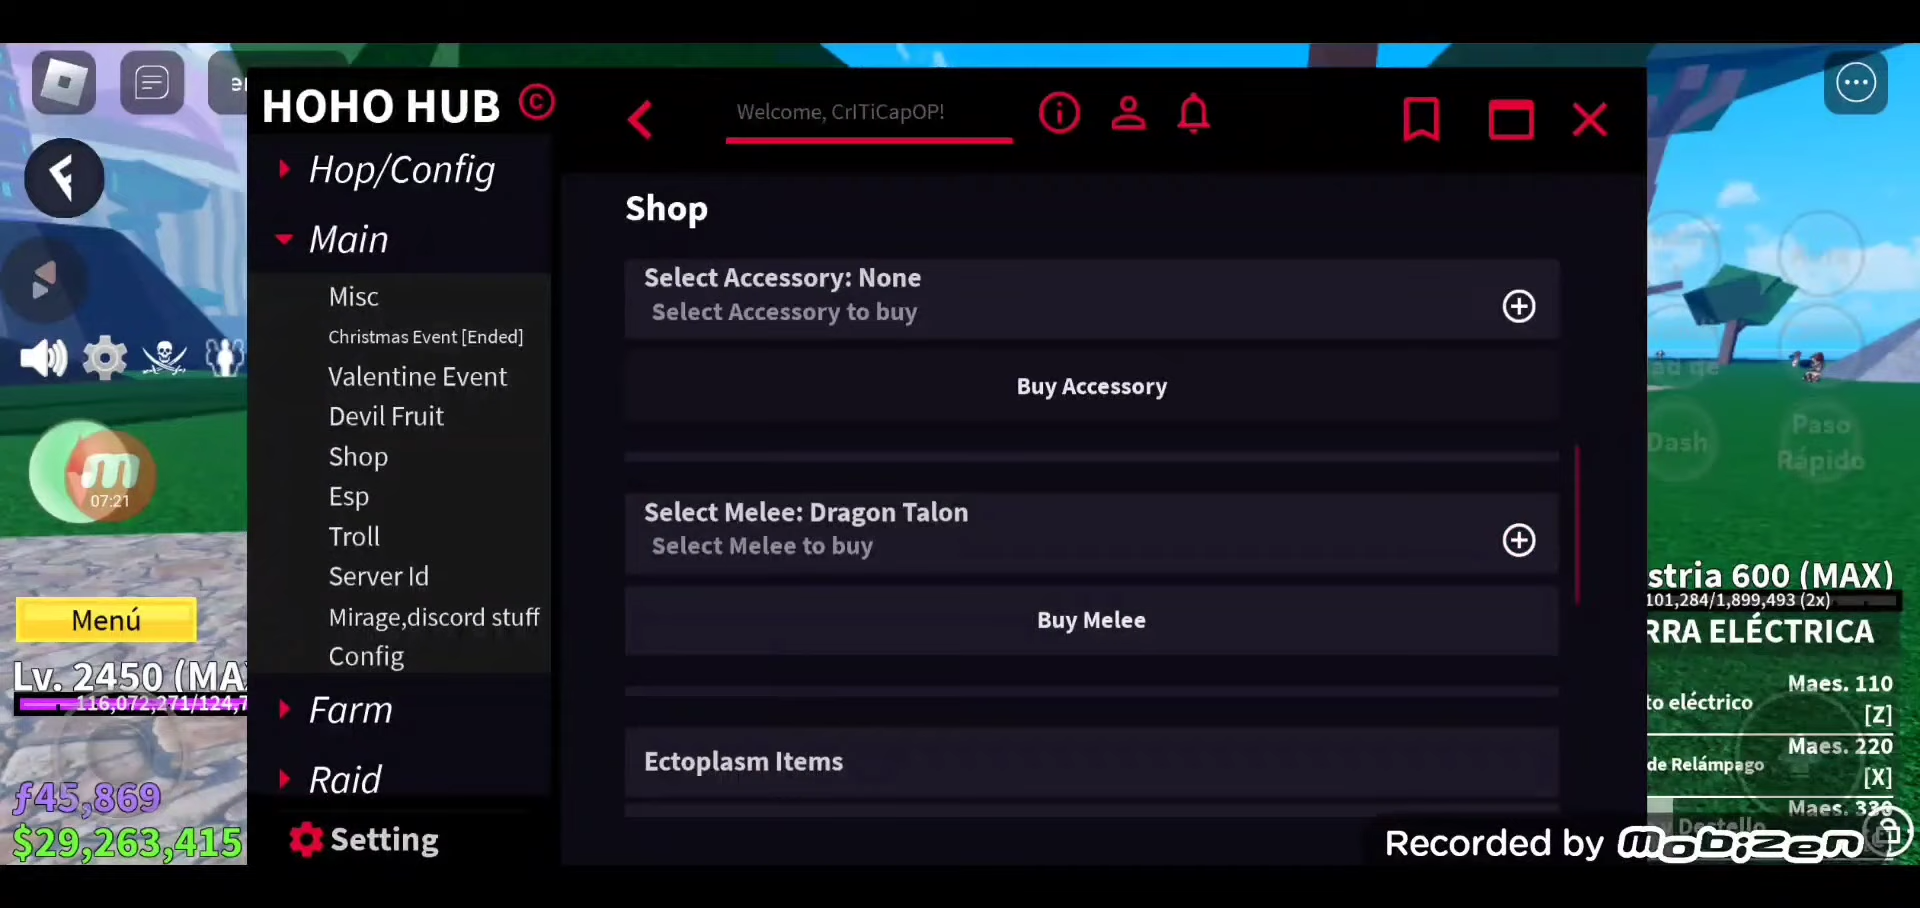 HOHO HUB ©
Welcome, CrITiCapOP!
Hop/Config
Main
Misc
Christmas Event [Ended]
Valentine Event
Devil Fruit
Shop
Esp
Troll
Server Id
Mirage,discord stuff
Config
Farm
Raid
Setting
Shop
Select Accessory: None
Select Accessory to buy
Buy Accessory
Select Melee: Dragon Talon
Select Melee to buy
Buy Melee
Ectoplasm Items
07:21
Menú
Lv. 2450 (MA
116,072,271/124,7
ƒ45,869
$29,263,415
Dash
Paso
Rápido
stria 600 (MAX)
101,284/1,899,493 (2x)
RRA ELÉCTRICA
Maes. 110
to eléctrico
[Z]
Maes. 220
de Relámpago
[X]
Maes. 330
Destello
Recorded by mobizen